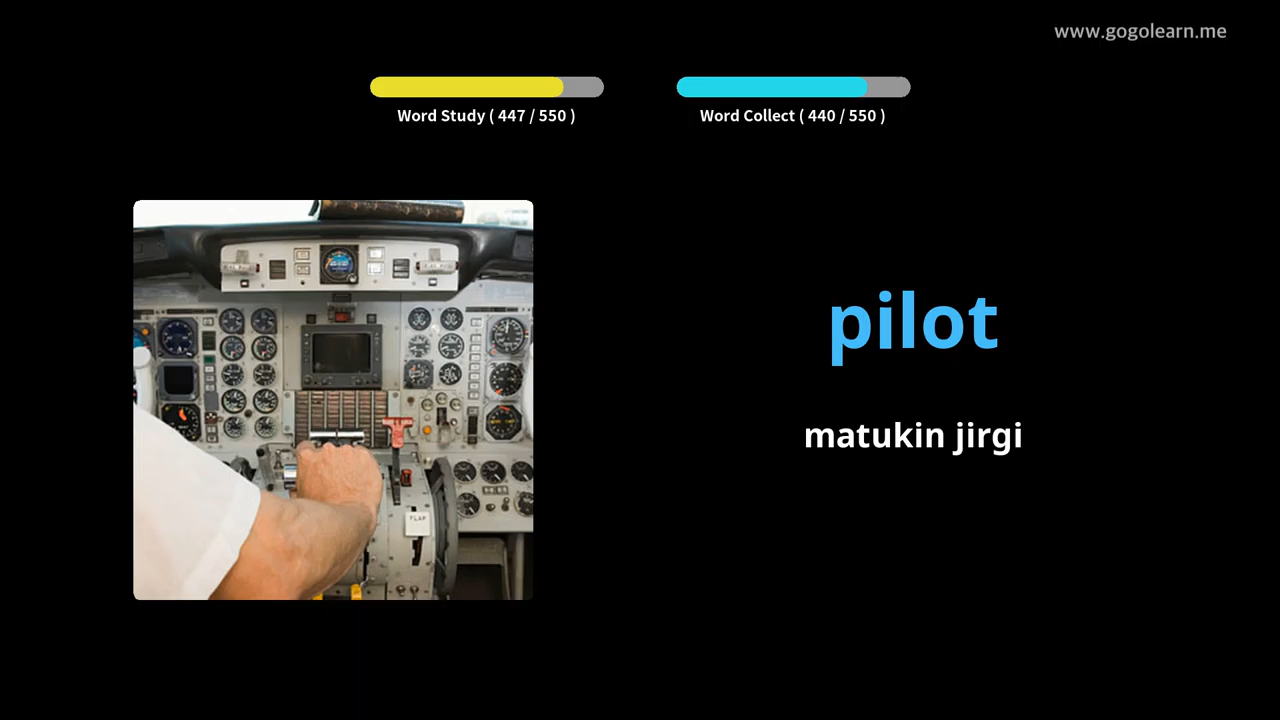 www.gogolearn.me
Word Study ( 447 / 550 )
Word Collect ( 440 / 550 )
pilot
matukin jirgi
FLAP